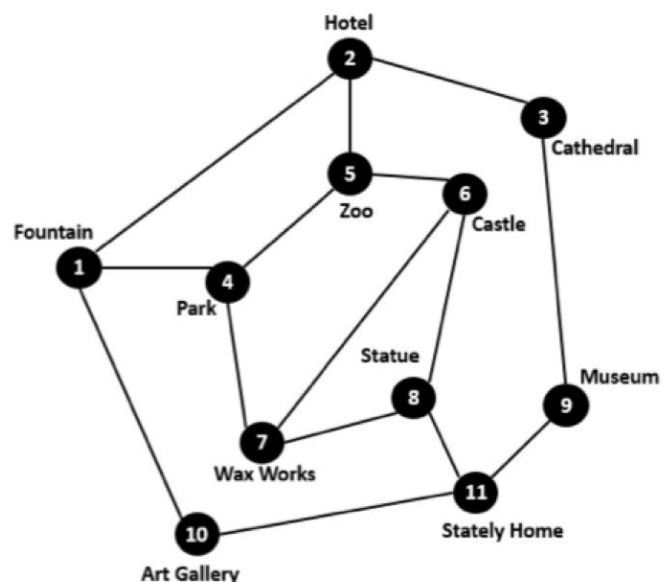 Hotel
2
3
Cathedral
5
Zoo
6
Castle
Fountain
1
4
Park
Statue
8
Museum
9
7
Wax Works
11
Stately Home
10
Art Gallery